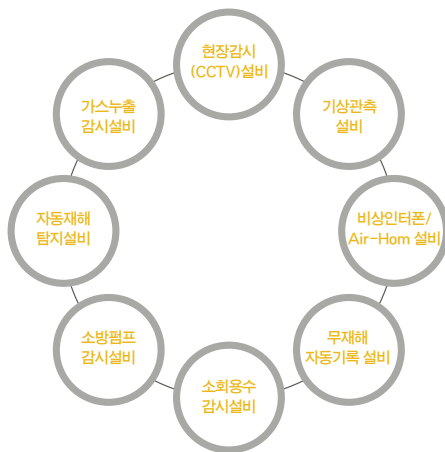 현장감시
(CCTV)설비
기상관측
설비
비상인터폰/
Air-Hom 설비
무재해
자동기록 설비
소회용수
감시설비
소방펌프
감시설비
자동재해
탐지설비
가스누출
감시설비